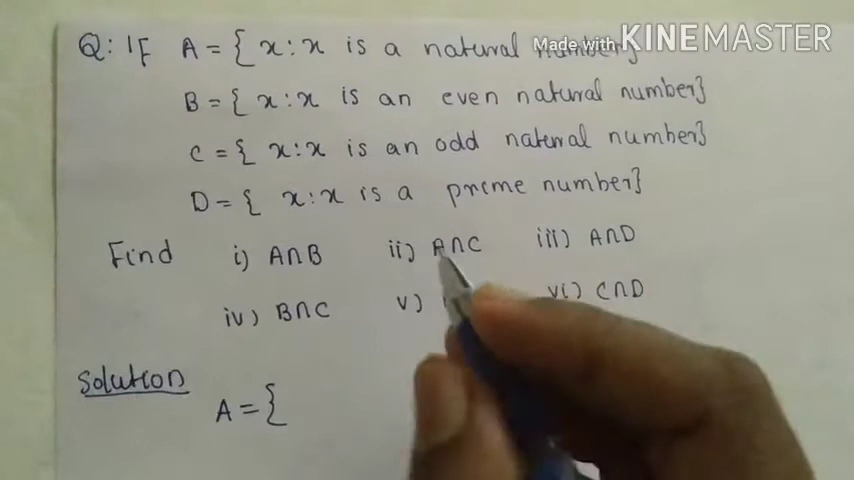 Q: If A = { x : x is a natural number}
Made with KINEMASTER
B = { x : x is an even natural number}
C = { x : x is an odd natural number}
D = { x : x is a prime number}
Find i) A∩B ii) A∩C iii) A∩D
iv) B∩C v) vi) C∩D
Solution
A = {